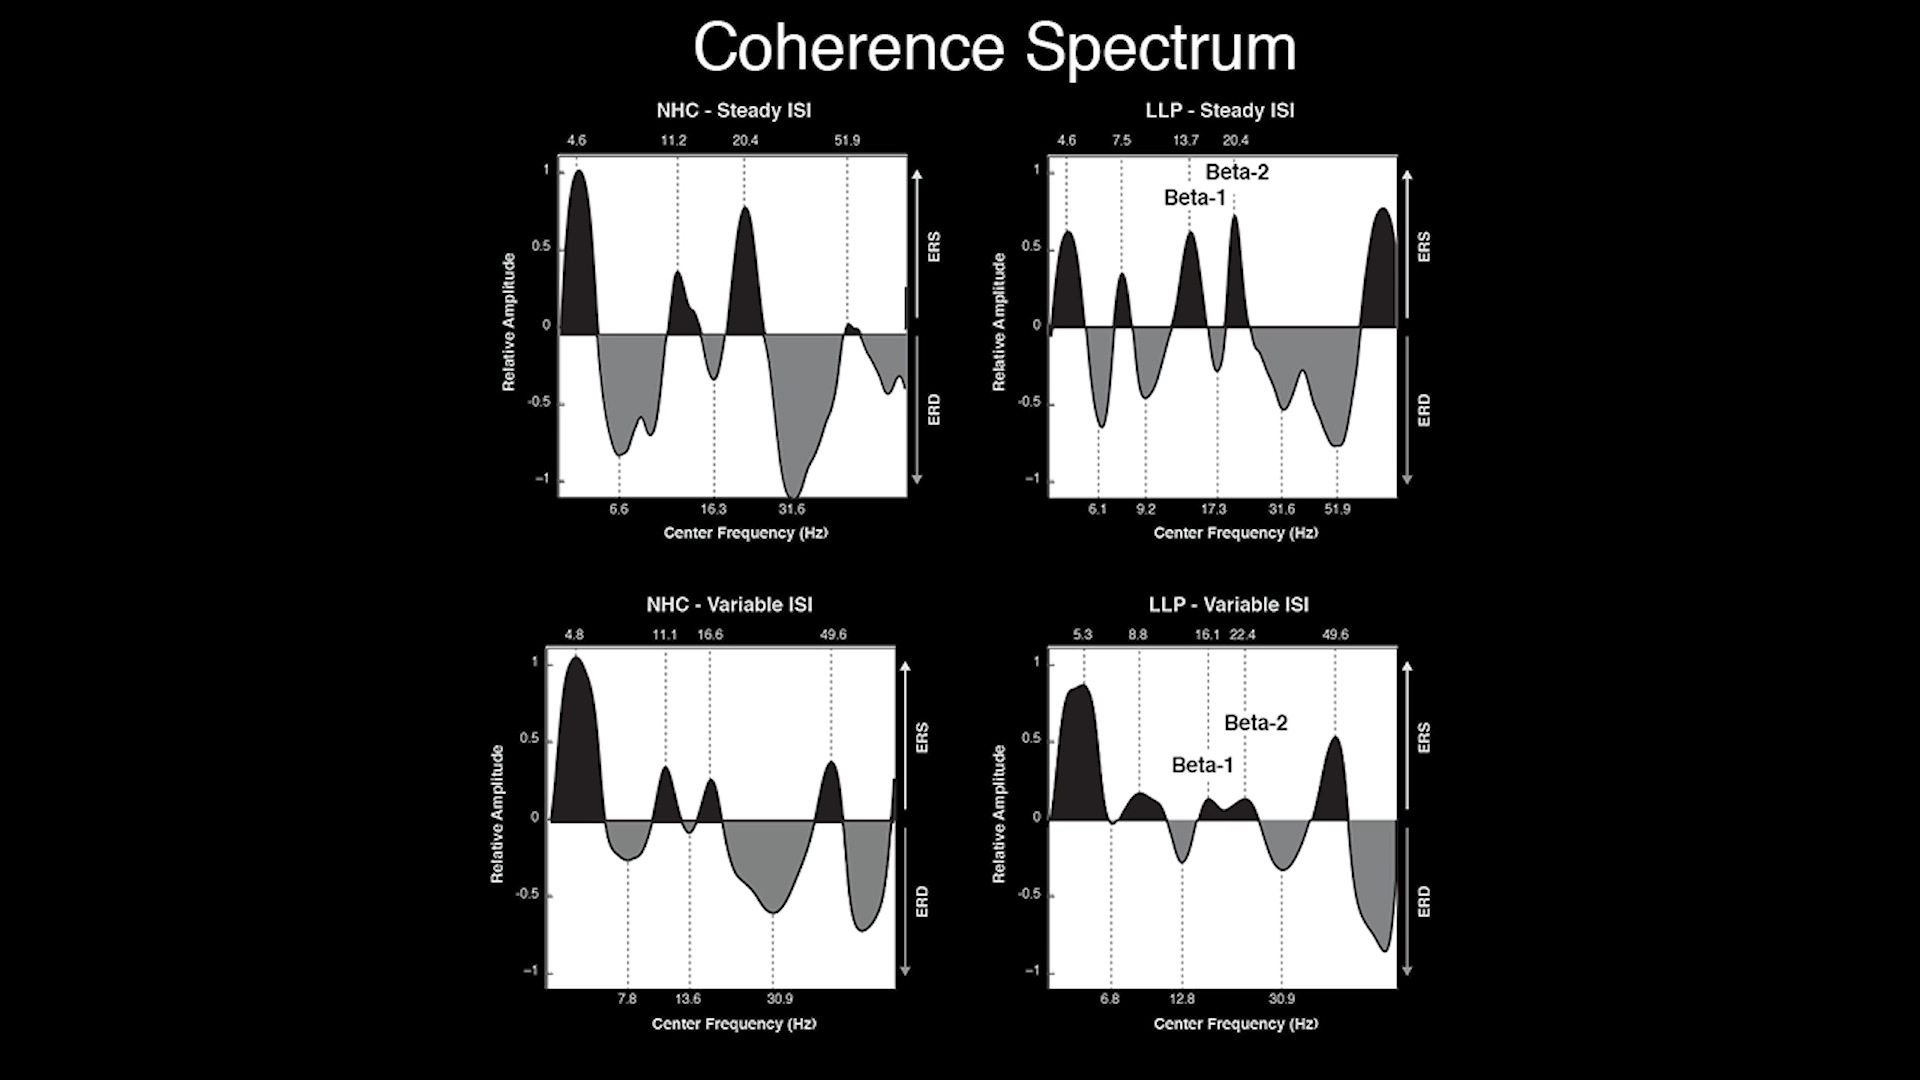 Coherence Spectrum
NHC - Steady ISI
4.6 11.2 20.4 51.9
1
0.5
0
-0.5
-1
Relative Amplitude
ERS
ERD
6.6 16.3 31.6
Center Frequency (Hz)
LLP - Steady ISI
4.6 7.5 13.7 20.4
Beta-2
Beta-1
1
0.5
0
-0.5
-1
Relative Amplitude
ERS
ERD
6.1 9.2 17.3 31.6 51.9
Center Frequency (Hz)
NHC - Variable ISI
4.8 11.1 16.6 49.6
1
0.5
0
-0.5
-1
Relative Amplitude
ERS
ERD
7.8 13.6 30.9
Center Frequency (Hz)
LLP - Variable ISI
5.3 8.8 16.1 22.4 49.6
Beta-2
Beta-1
1
0.5
0
-0.5
-1
Relative Amplitude
ERS
ERD
6.8 12.8 30.9
Center Frequency (Hz)